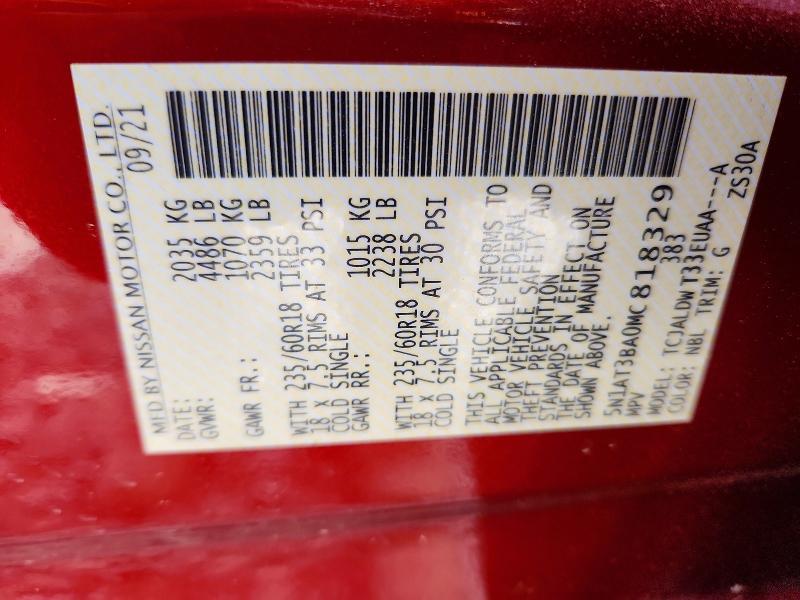 MFD BY NISSAN MOTOR CO., LTD.
DATE: 09/21
GVWR: 2035 KG
4486 LB
GAWR FR.: 1070 KG
2359 LB
WITH 235/60R18 TIRES
18 X 7.5 RIMS AT 33 PSI
COLD SINGLE
GAWR RR.: 1015 KG
2238 LB
WITH 235/60R18 TIRES
18 X 7.5 RIMS AT 30 PSI
COLD SINGLE
THIS VEHICLE CONFORMS TO
ALL APPLICABLE FEDERAL
MOTOR VEHICLE SAFETY AND
THEFT PREVENTION
STANDARDS IN EFFECT ON
THE DATE OF MANUFACTURE
SHOWN ABOVE.
5N1AT3BA0MC818329
MPV 383
MODEL: TCJALDWT33EUAA---A
COLOR: NBL TRIM: G ZS30A